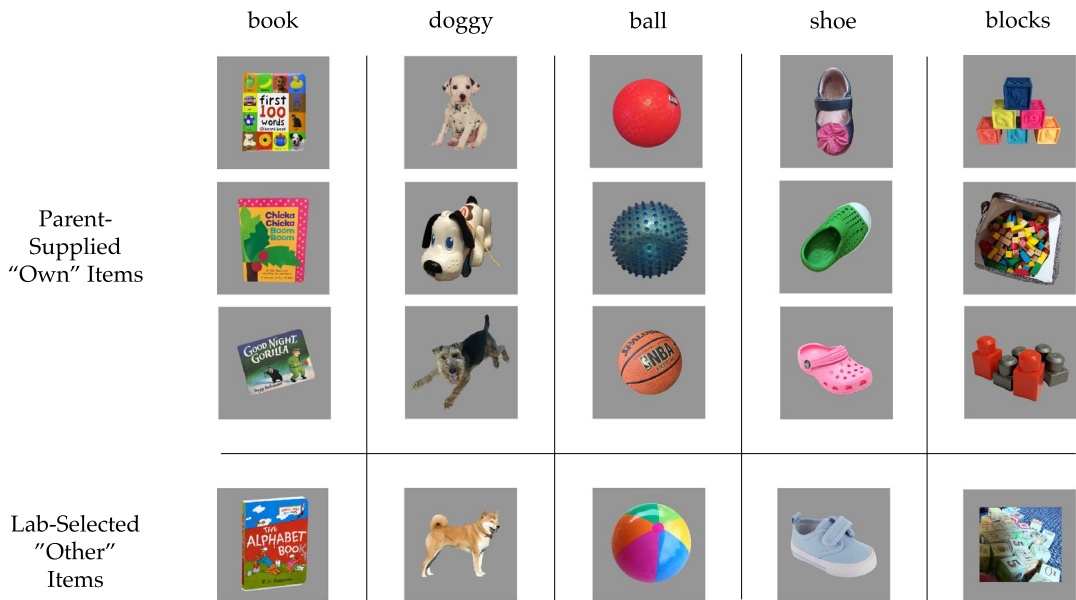 book doggy ball shoe blocks
first
100
words
Chicka
Chicka
Boom
Boom
Parent-
Supplied
“Own” Items
GOOD NIGHT,
GORILLA
NBA
Lab-Selected
”Other”
Items
THE
ALPHABET
BOOK